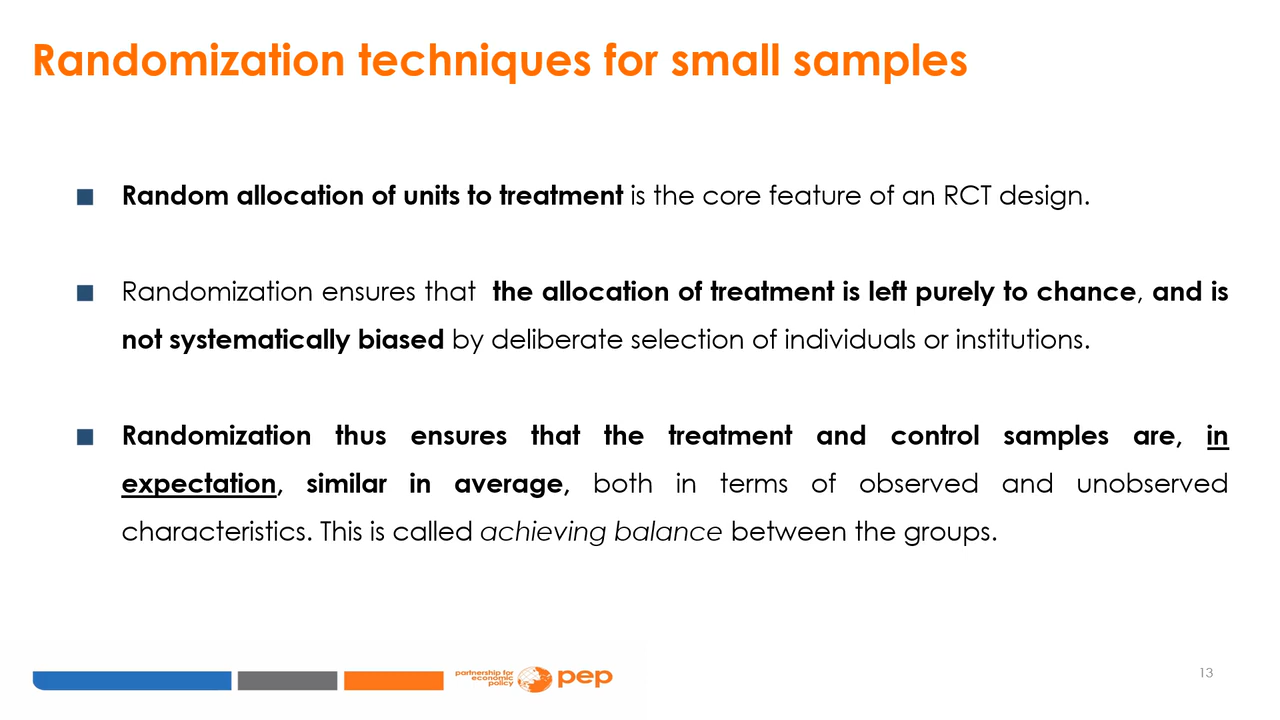 Randomization techniques for small samples
■ Random allocation of units to treatment is the core feature of an RCT design.
■ Randomization ensures that the allocation of treatment is left purely to chance, and is
not systematically biased by deliberate selection of individuals or institutions.
■ Randomization thus ensures that the treatment and control samples are, in
expectation, similar in average, both in terms of observed and unobserved
characteristics. This is called achieving balance between the groups.
partnership for
economic
policy
pep
13